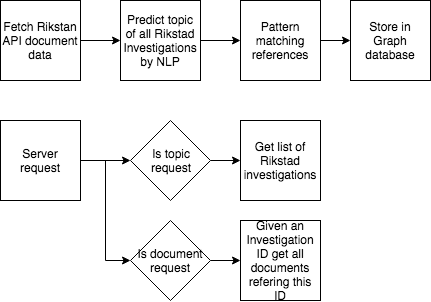 Fetch Rikstan
API document
data
Predict topic
of all Rikstad
Investigations
by NLP
Pattern
matching
references
Store in
Graph
database
Server
request
Is topic
request
Get list of
Rikstad
investigations
Is document
request
Given an
Investigation
ID get all
documents
refering this
ID